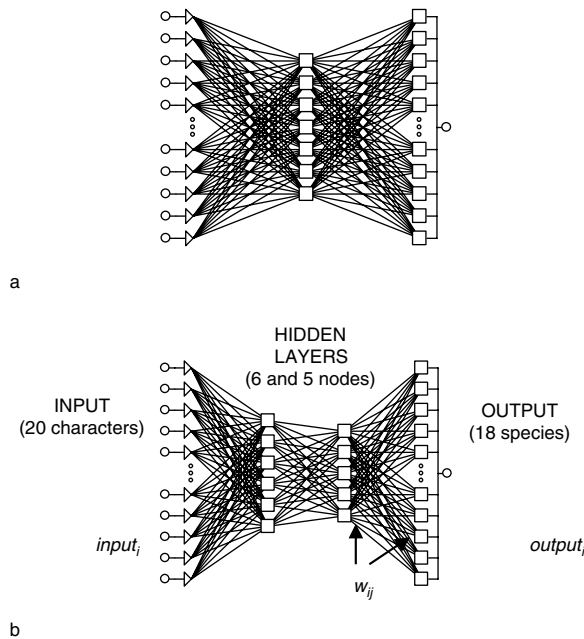 a
HIDDEN
LAYERS
(6 and 5 nodes)
INPUT
(20 characters)
OUTPUT
(18 species)
input_i
output_i
w_ij
b